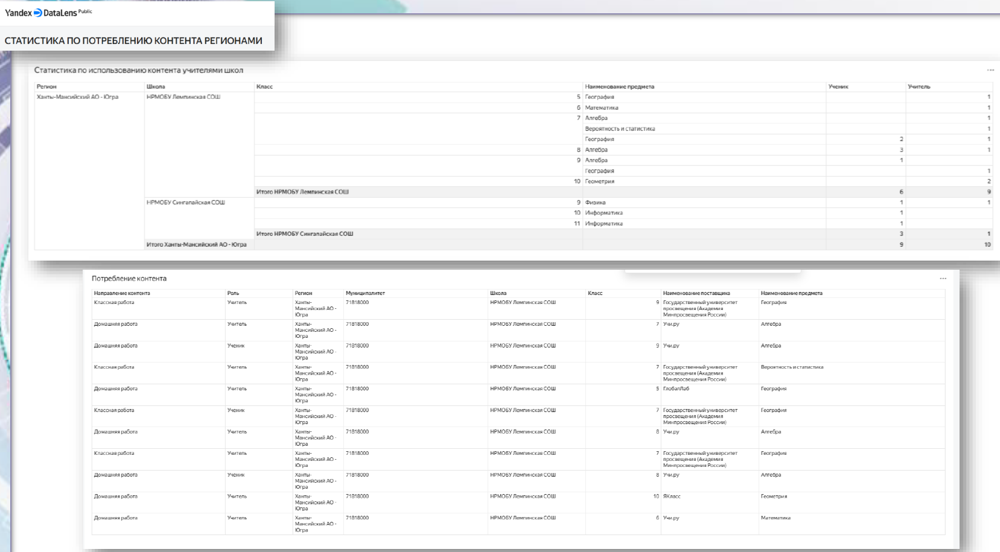 Yandex DataLens Public
СТАТИСТИКА ПО ПОТРЕБЛЕНИЮ КОНТЕНТА РЕГИОНАМИ
Статистика по использованию контента учителями школ
Регион Школа Класс Наименование предмета Ученик Учитель
Ханты-Мансийский АО - Югра НРМОБУ Лемпинская СОШ 5 География 1
6 Математика 1
7 Алгебра 1
Вероятность и статистика 1
География 2 1
8 Алгебра 3 1
9 Алгебра 1
География 1
10 Геометрия 2
Итого НРМОБУ Лемпинская СОШ 6 9
НРМОБУ Сингапайская СОШ 9 Физика 1 1
10 Информатика 1
11 Информатика 1
Итого НРМОБУ Сингапайская СОШ 3 1
Итого Ханты-Мансийский АО - Югра 9 10
Потребление контента
Направление контента Роль Регион Муниципалитет Школа Класс Наименование поставщика Наименование предмета
Классная работа Учитель Ханты- 71818000 НРМОБУ Лемпинская СОШ 9 Государственный университет География
Мансийский АО - просвещения (Академия
Югра Минпросвещения России)
Домашняя работа Учитель Ханты- 71818000 НРМОБУ Лемпинская СОШ 7 Учи.ру Алгебра
Мансийский АО -
Югра
Домашняя работа Ученик Ханты- 71818000 НРМОБУ Лемпинская СОШ 9 Учи.ру Алгебра
Мансийский АО -
Югра
Классная работа Учитель Ханты- 71818000 НРМОБУ Лемпинская СОШ 7 Государственный университет Вероятность и статистика
Мансийский АО - просвещения (Академия
Югра Минпросвещения России)
Домашняя работа Учитель Ханты- 71818000 НРМОБУ Лемпинская СОШ 5 ГлобалЛаб География
Мансийский АО -
Югра
Классная работа Ученик Ханты- 71818000 НРМОБУ Лемпинская СОШ 7 Государственный университет География
Мансийский АО - просвещения (Академия
Югра Минпросвещения России)
Домашняя работа Учитель Ханты- 71818000 НРМОБУ Лемпинская СОШ 8 Учи.ру Алгебра
Мансийский АО -
Югра
Классная работа Учитель Ханты- 71818000 НРМОБУ Лемпинская СОШ 7 Государственный университет География
Мансийский АО - просвещения (Академия
Югра Минпросвещения России)
Домашняя работа Ученик Ханты- 71818000 НРМОБУ Лемпинская СОШ 8 Учи.ру Алгебра
Мансийский АО -
Югра
Домашняя работа Учитель Ханты- 71818000 НРМОБУ Лемпинская СОШ 10 ЯКласс Геометрия
Мансийский АО -
Югра
Домашняя работа Учитель Ханты- 71818000 НРМОБУ Лемпинская СОШ 6 Учи.ру Математика
Мансийский АО -
Югра